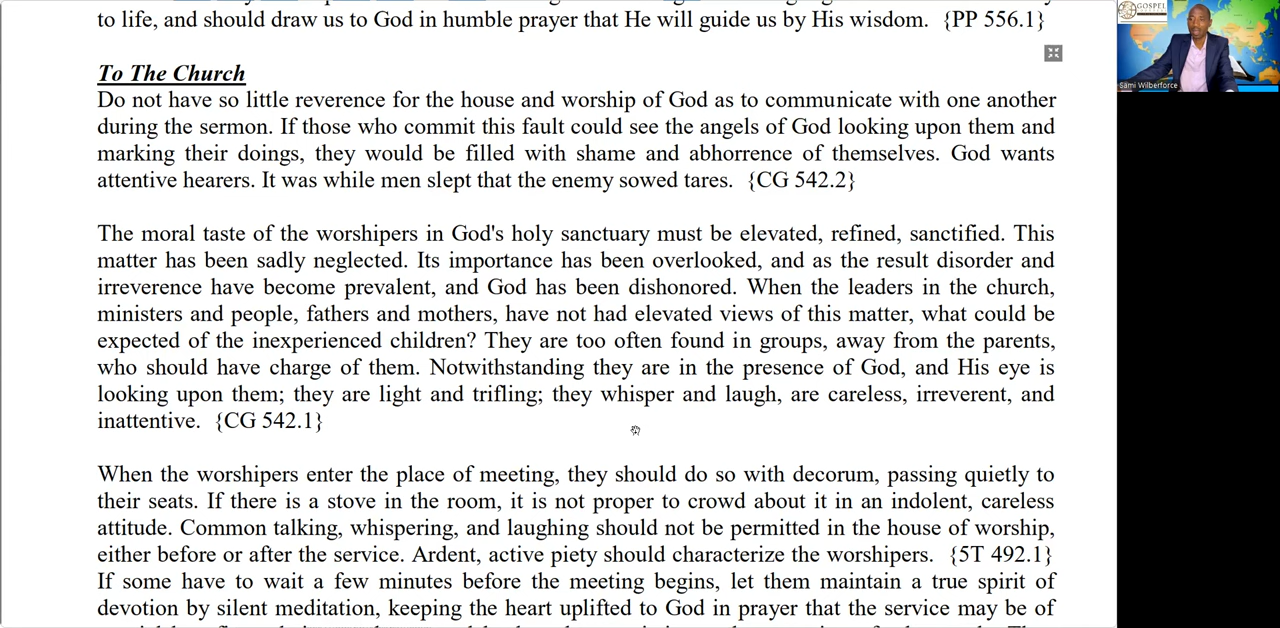 to life, and should draw us to God in humble prayer that He will guide us by His wisdom. {PP 556.1}
To The Church
Do not have so little reverence for the house and worship of God as to communicate with one another
during the sermon. If those who commit this fault could see the angels of God looking upon them and
marking their doings, they would be filled with shame and abhorrence of themselves. God wants
attentive hearers. It was while men slept that the enemy sowed tares. {CG 542.2}
The moral taste of the worshipers in God's holy sanctuary must be elevated, refined, sanctified. This
matter has been sadly neglected. Its importance has been overlooked, and as the result disorder and
irreverence have become prevalent, and God has been dishonored. When the leaders in the church,
ministers and people, fathers and mothers, have not had elevated views of this matter, what could be
expected of the inexperienced children? They are too often found in groups, away from the parents,
who should have charge of them. Notwithstanding they are in the presence of God, and His eye is
looking upon them; they are light and trifling; they whisper and laugh, are careless, irreverent, and
inattentive. {CG 542.1}
When the worshipers enter the place of meeting, they should do so with decorum, passing quietly to
their seats. If there is a stove in the room, it is not proper to crowd about it in an indolent, careless
attitude. Common talking, whispering, and laughing should not be permitted in the house of worship,
either before or after the service. Ardent, active piety should characterize the worshipers. {5T 492.1}
If some have to wait a few minutes before the meeting begins, let them maintain a true spirit of
devotion by silent meditation, keeping the heart uplifted to God in prayer that the service may be of
GOSPEL
Sami Wilberforce